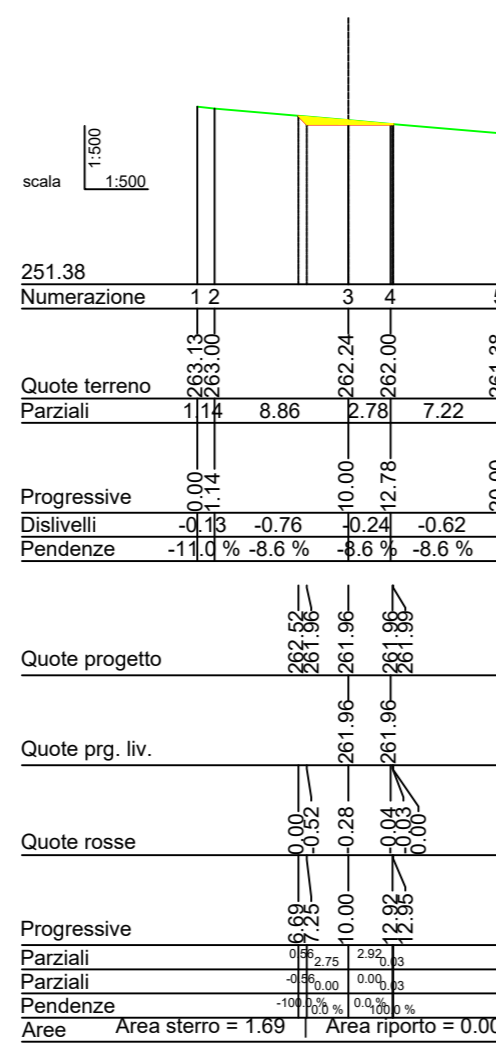 1:500
scala 1:500
251.38
Numerazione 1 2 3 4
Quote terreno 263.13 263.00 262.24 262.00 261.38
Parziali 1.14 8.86 2.78 7.22
Progressive 0.00 1.14 10.00 12.78 20.00
Dislivelli -0.13 -0.76 -0.24 -0.62
Pendenze -11.0 % -8.6 % -8.6 % -8.6 %
Quote progetto 262.52 261.96 261.96 261.96 261.99
Quote prg. liv. 261.96 261.96
Quote rosse 0.00 -0.52 -0.28 -0.04 -0.03 0.00
Progressive 6.69 7.25 10.00 12.92 12.95
Parziali 0.56 2.75 2.92 0.03
Parziali -0.56 0.00 0.00 0.03
Pendenze -100.0 % 0.0 % 0.0 % 100.0 %
Aree Area sterro = 1.69 Area riporto = 0.00